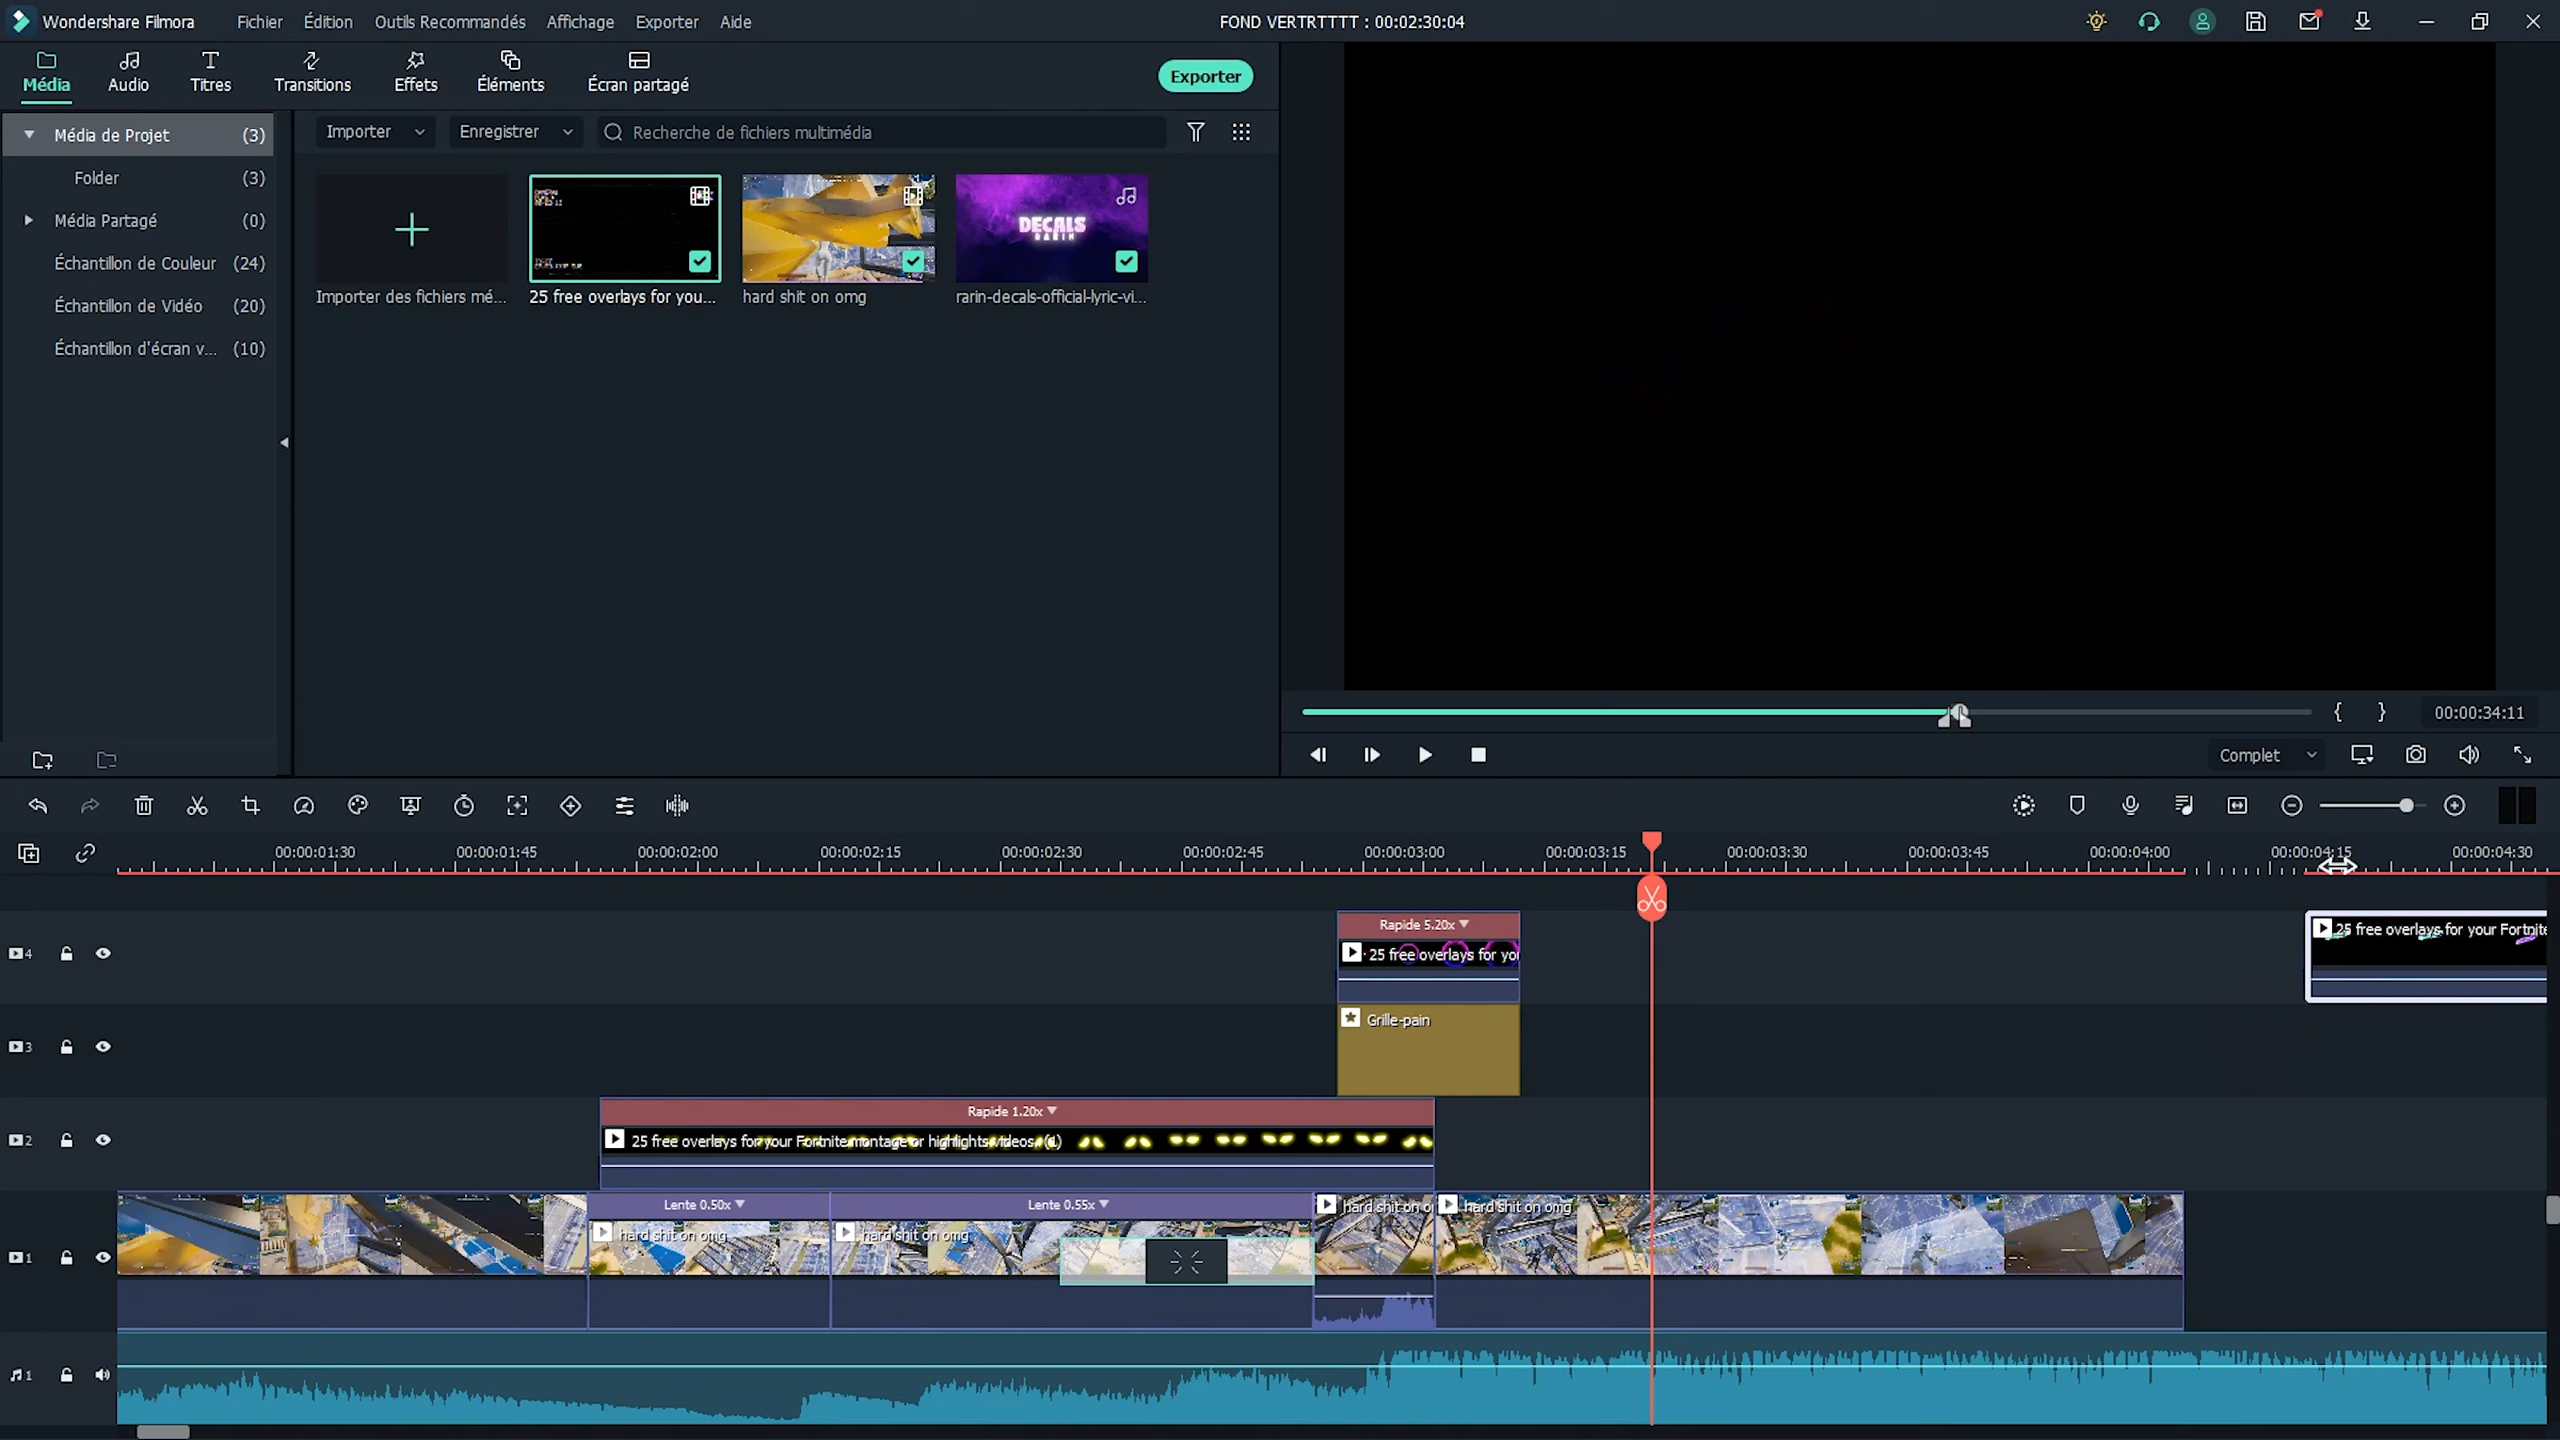 Wondershare Filmora Fichier Édition Outils Recommandés Affichage Exporter Aide FOND VERTRTTTT : 00:02:30:04
Média Audio Titres Transitions Effets Éléments Écran partagé Exporter
Média de Projet (3)
Folder (3)
Média Partagé (0)
Échantillon de Couleur (24)
Échantillon de Vidéo (20)
Échantillon d'écran v... (10)
Importer Enregistrer Recherche de fichiers multimédia
DECALS
RARIN
Importer des fichiers mé... 25 free overlays for you... hard shit on omg rarin-decals-official-lyric-vi...
{ } 00:00:34:11
Complet
00:00:01:30 00:00:01:45 00:00:02:00 00:00:02:15 00:00:02:30 00:00:02:45 00:00:03:00 00:00:03:15 00:00:03:30 00:00:03:45 00:00:04:00 00:00:04:15 00:00:04:30
Rapide 5.20x
4 25 free overlays for you 25 free overlays for your Fortnite
3 Grille-pain
Rapide 1.20x
2 25 free overlays for your Fortnite montage or highlights videos. (1)
Lente 0.50x Lente 0.55x
hard shit on omg hard shit on omg hard shit on o hard shit on omg
1
1